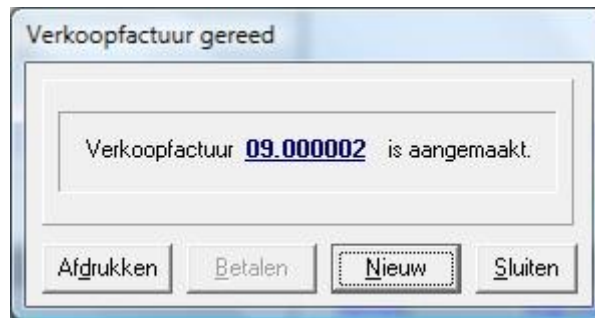 Verkoopfactuur gereed
Verkoopfactuur 09.000002 is aangemaakt.
Afdrukken Betalen Nieuw Sluiten